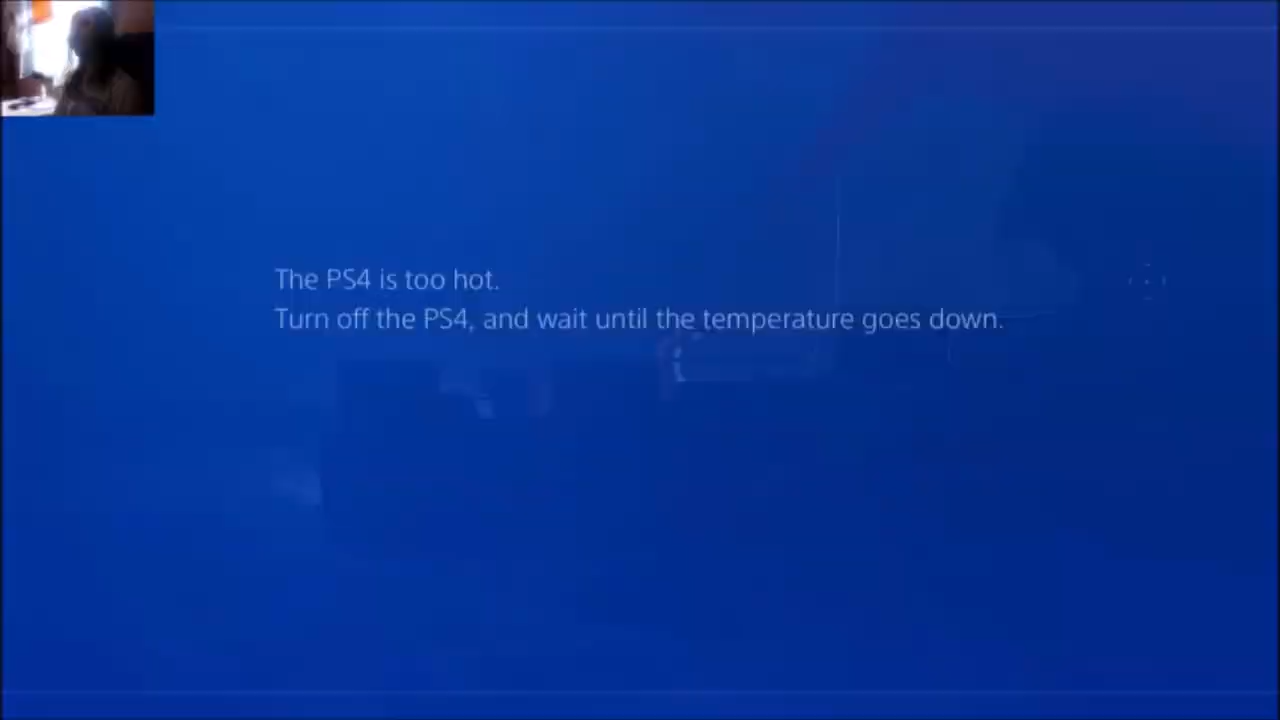 The PS4 is too hot.
Turn off the PS4, and wait until the temperature goes down.